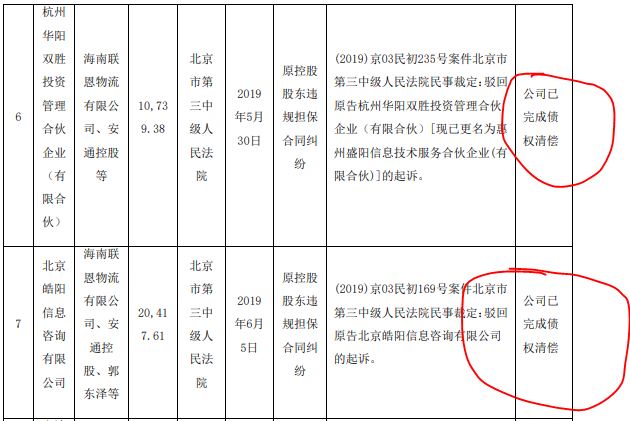 6
杭州
华阳
双胜
投资
管理
合伙
企业
（有
限合
伙）
海南联
恩物流
有限公
司、安
通控股
等
10,73
9.38
北京
市第
三中
级人
民法
院
2019
年5月
30日
原控股
股东违
规担保
合同纠
纷
(2019)京03民初235号案件北京市
第三中级人民法院民事裁定：驳回
原告杭州华阳双胜投资管理合伙
企业（有限合伙）[现已更名为惠
州盛阳信息技术服务合伙企业(有
限合伙)]的起诉。
公司已
完成债
权清偿
7
北京
皓阳
信息
咨询
有限
公司
海南联
恩物流
有限公
司、安
通控
股、郭
东泽等
20,41
7.61
北京
市第
三中
级人
民法
院
2019
年6月
5日
原控股
股东违
规担保
合同纠
纷
(2019)京03民初169号案件北京市
第三中级人民法院民事裁定：驳回
原告北京皓阳信息咨询有限公司
的起诉。
公司已
完成债
权清偿